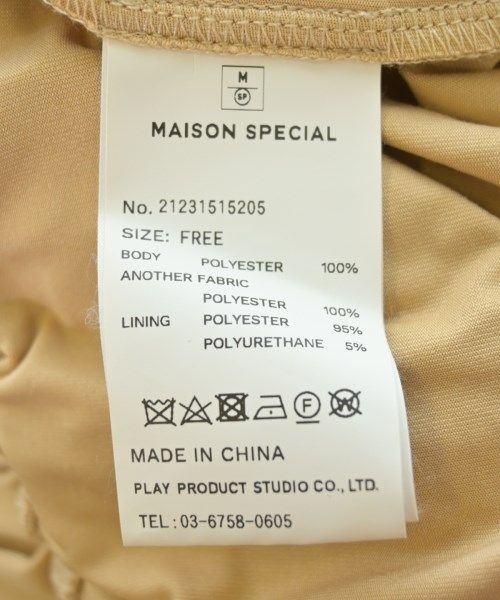 M
SP
MAISON SPECIAL
No. 21231515205
SIZE: FREE
BODY POLYESTER 100%
ANOTHER FABRIC
POLYESTER 100%
LINING POLYESTER 95%
POLYURETHANE 5%
F
W
MADE IN CHINA
PLAY PRODUCT STUDIO CO., LTD.
TEL: 03-6758-0605